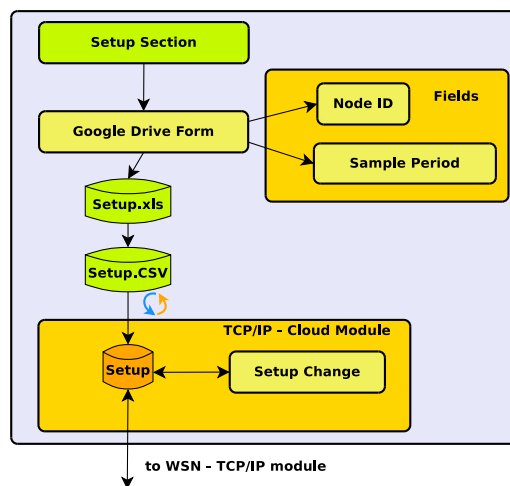 Setup Section
Fields
Node ID
Google Drive Form
Sample Period
Setup.xls
Setup.CSV
TCP/IP - Cloud Module
Setup
Setup Change
to WSN - TCP/IP module